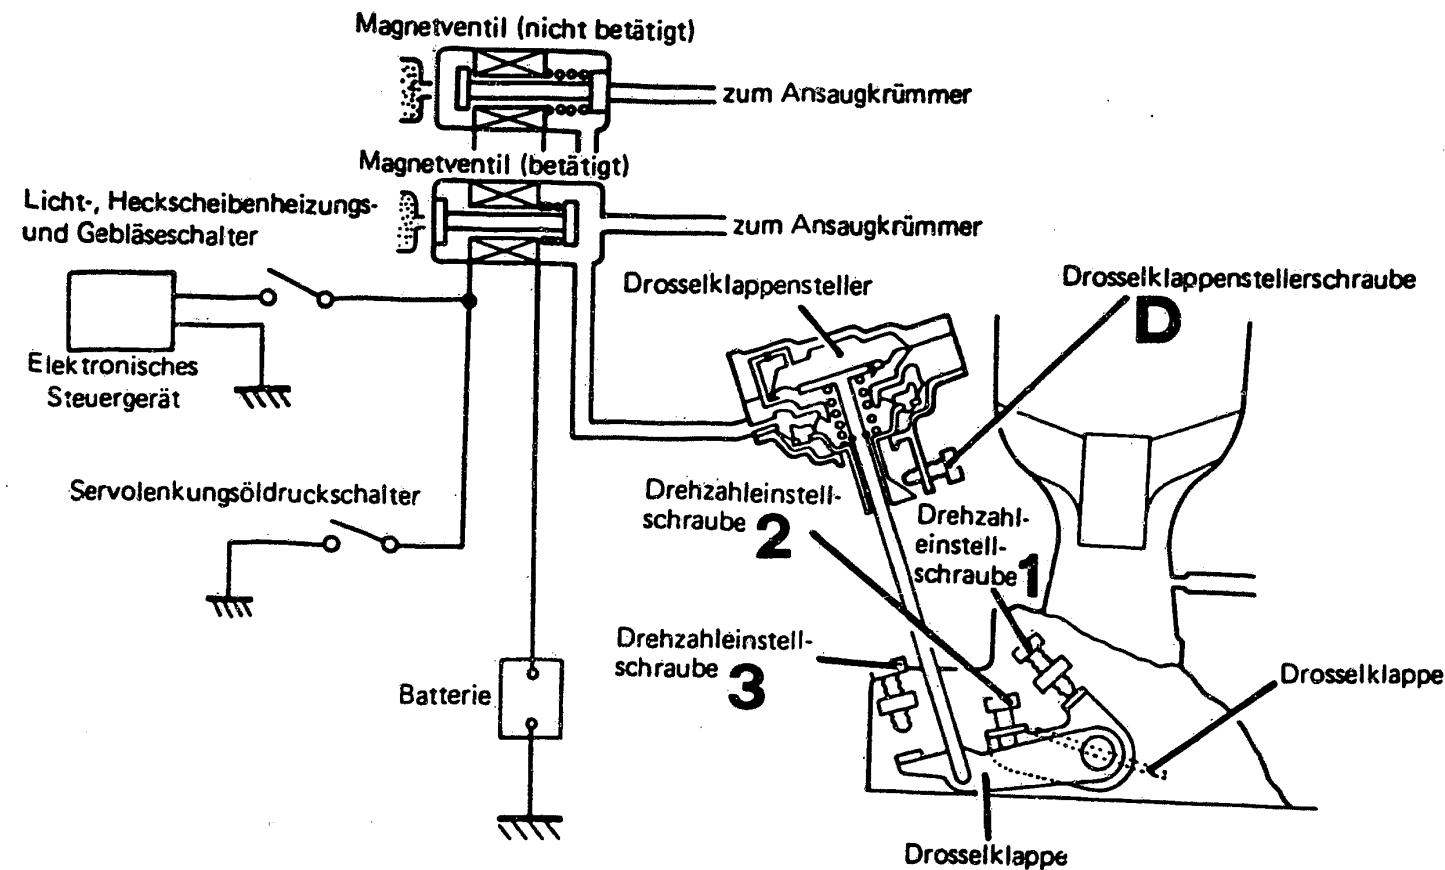 Magnetventil (nicht betätigt)
zum Ansaugkrümmer
Magnetventil (betätigt)
Licht-, Heckscheibenheizungs-
und Gebläseschalter
zum Ansaugkrümmer
Drosselklappensteller
Drosselklappenstellerschraube
D
Elektronisches
Steuergerät
Servolenkungsöldruckschalter
Drehzahleinstell-
schraube 2
Drehzahl-
einstell-
schraube 1
Drehzahleinstell-
schraube 3
Batterie
Drosselklappe
Drosselklappe